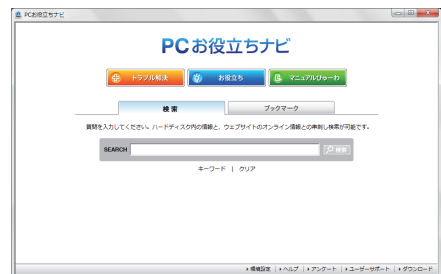 PCお役立ちナビ
PCお役立ちナビ
トラブル解決 お役立ち マニュアルびゅーわ
検索 ブックマーク
質問を入力してください。ハードディスク内の情報と、ウェブサイトのオンライン情報との串刺し検索が可能です。
SEARCH 検索
キーワード | クリア
環境設定 | ヘルプ | アンケート | ユーザーサポート | ダウンロード